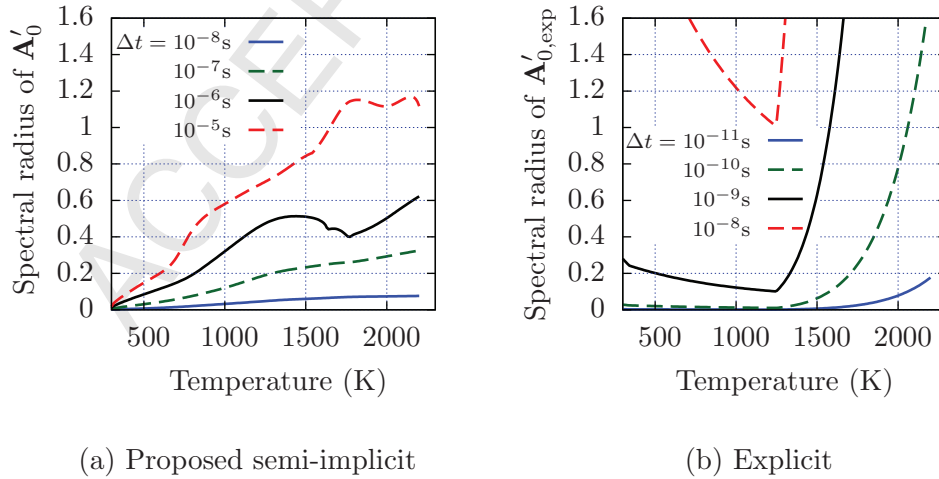 Spectral radius of A′0
1.6
1.4
1.2
1
0.8
0.6
0.4
0.2
0
Δt = 10−8s
10−7s
10−6s
10−5s
500 1000 1500 2000
Temperature (K)
(a) Proposed semi-implicit
Spectral radius of A′0,exp
1.6
1.4
1.2
1
0.8
0.6
0.4
0.2
0
Δt = 10−11s
10−10s
10−9s
10−8s
500 1000 1500 2000
Temperature (K)
(b) Explicit
ACCE